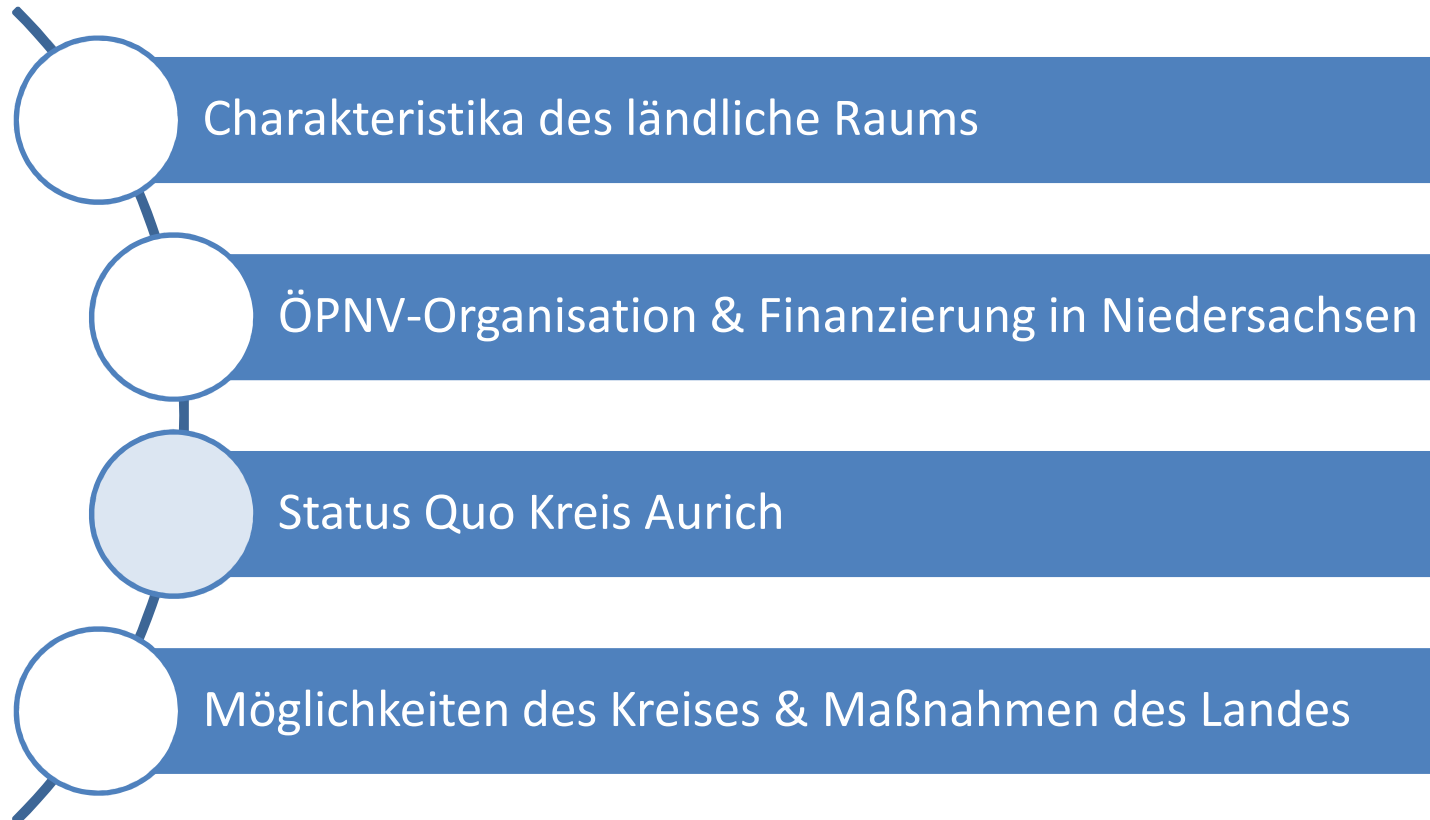 Charakteristika des ländliche Raums
ÖPNV-Organisation & Finanzierung in Niedersachsen
Status Quo Kreis Aurich
Möglichkeiten des Kreises & Maßnahmen des Landes